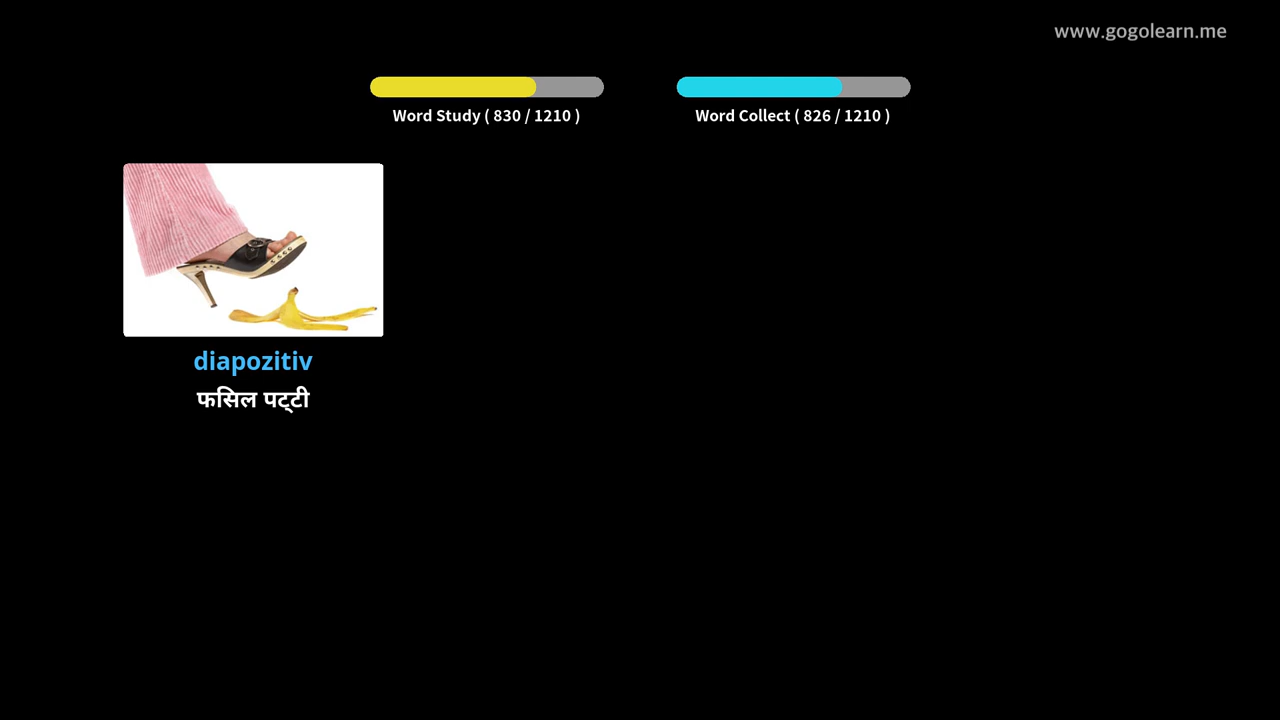 www.gogolearn.me
Word Study ( 830 / 1210 )
Word Collect ( 826 / 1210 )
diapozitiv
फसिल पट्टी